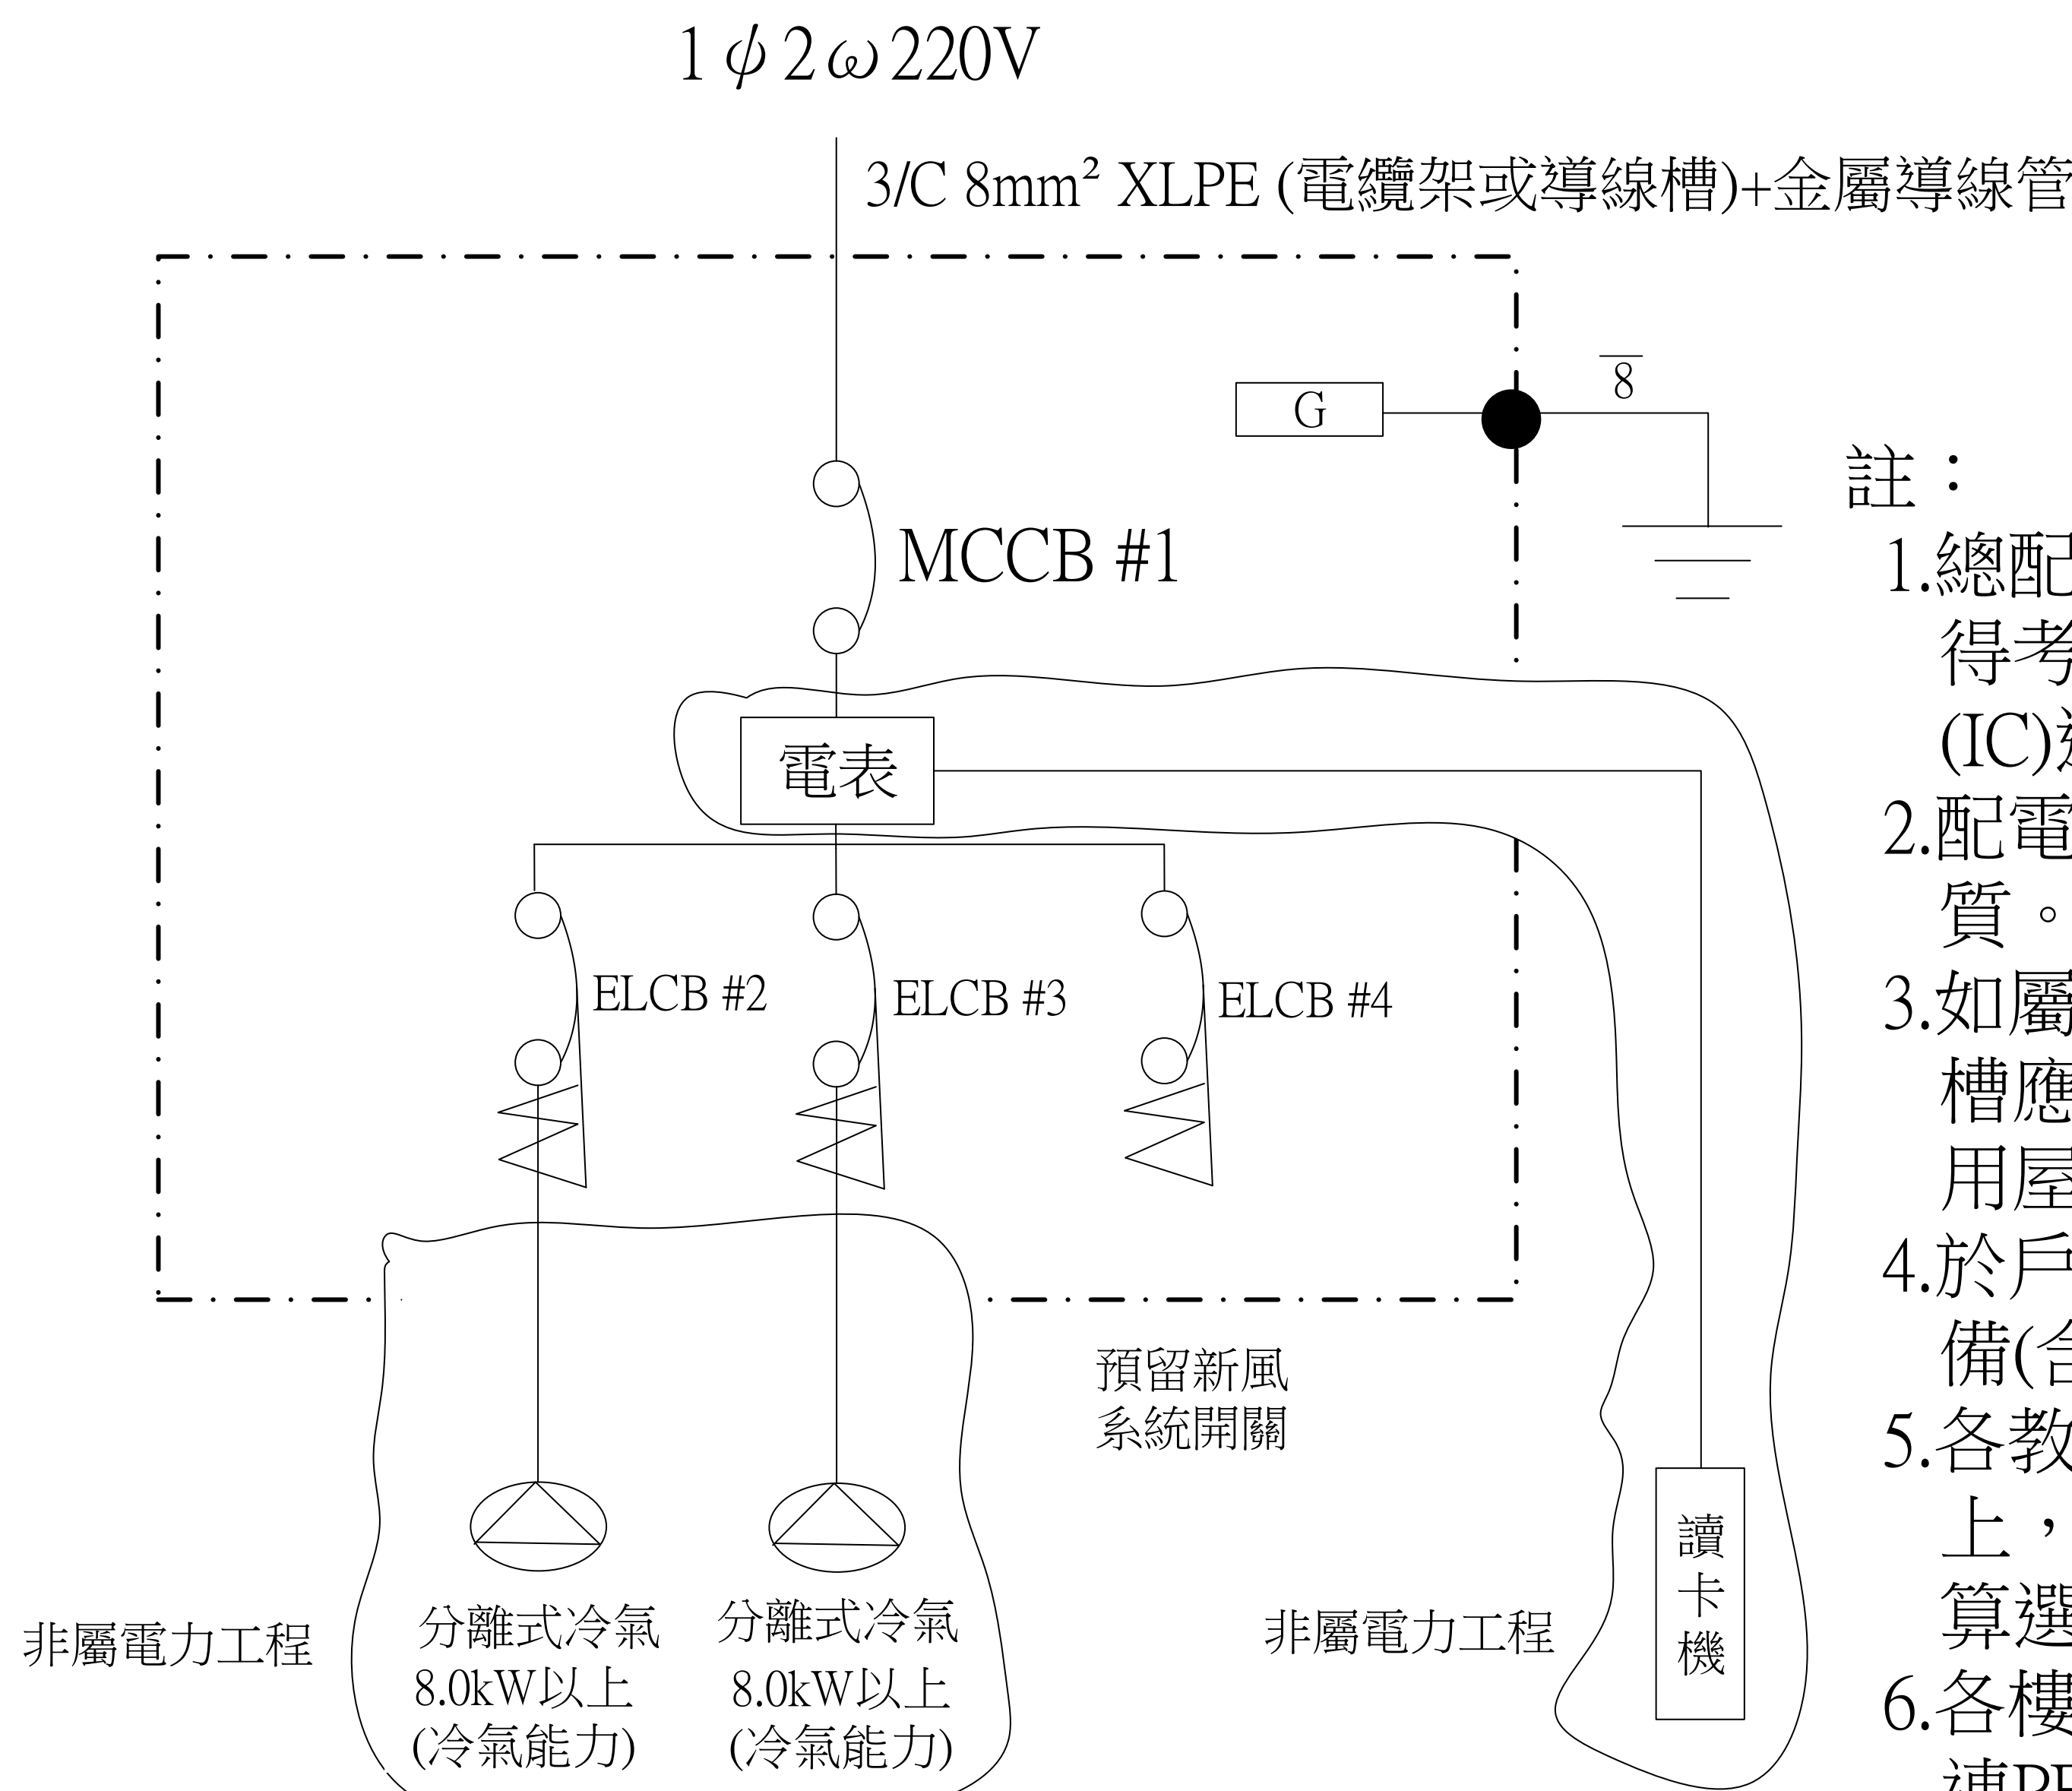 1ψ2ω220V
3/C 8mm² XLPE (電纜架或導線槽)+金屬導線管
G
8
MCCB #1
電表
ELCB #2
ELCB #3
ELCB #4
預留新風
系統開關
讀卡機
分離式冷氣
8.0kW以上
(冷氣能力)
分離式冷氣
8.0kW以上
(冷氣能力)
非屬電力工程
非屬電力工程
註：
1.總配
得考
(IC)
2.配電
質。
3.如屬
槽應
用屋
4.於戶
備(含
5.各教
上，
算選
6.各樓
連PE